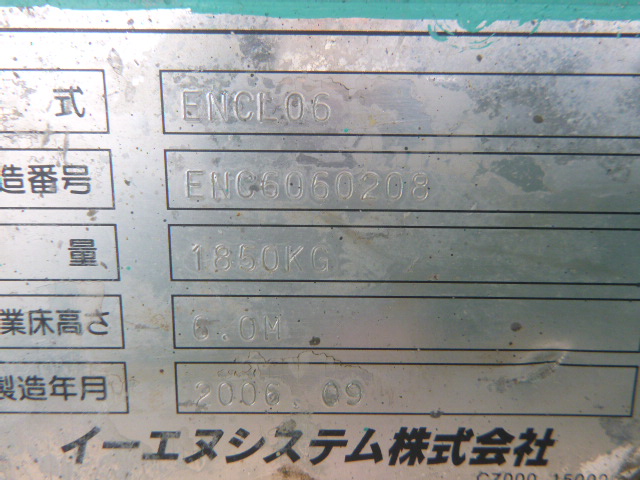 式 ENCL06
造番号 ENC6060208
量 1850KG
業床高さ 6.0M
製造年月 2006.09
イーエヌシステム株式会社